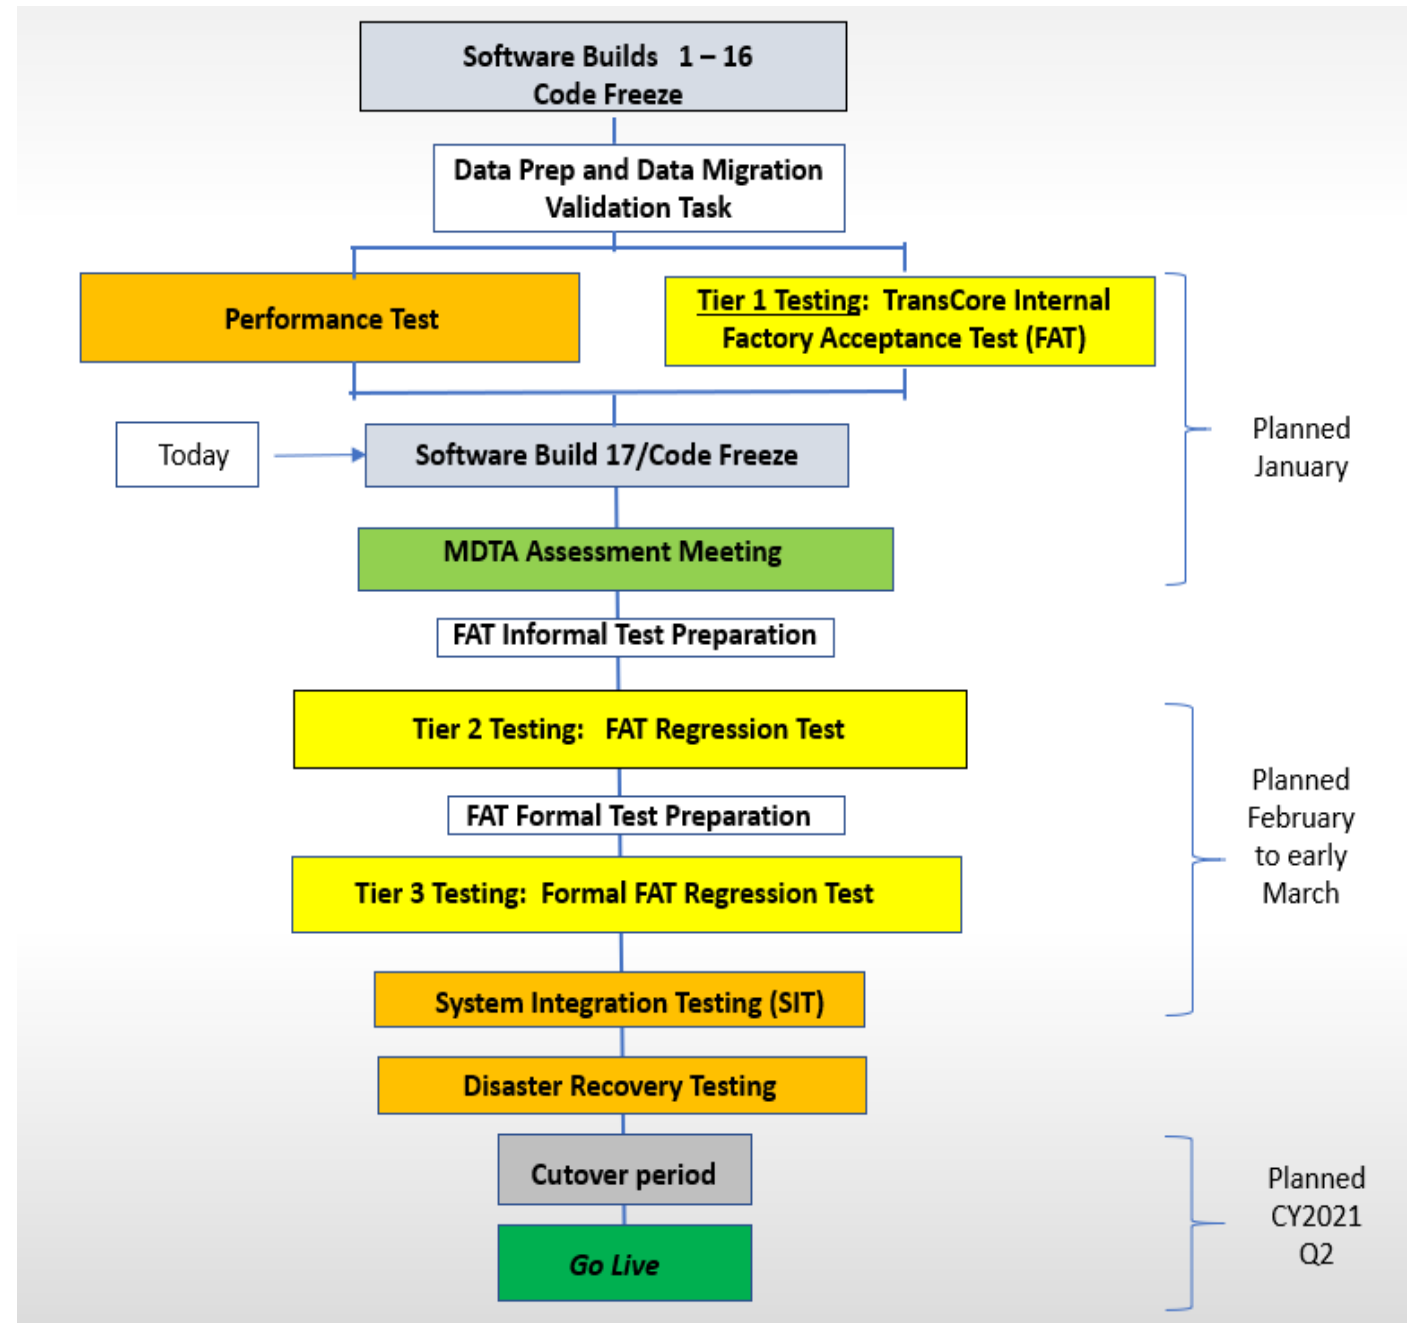 Software Builds 1 – 16
Code Freeze
Data Prep and Data Migration
Validation Task
Performance Test
Tier 1 Testing: TransCore Internal
Factory Acceptance Test (FAT)
Today
Software Build 17/Code Freeze
Planned
January
MDTA Assessment Meeting
FAT Informal Test Preparation
Tier 2 Testing: FAT Regression Test
FAT Formal Test Preparation
Planned
February
to early
March
Tier 3 Testing: Formal FAT Regression Test
System Integration Testing (SIT)
Disaster Recovery Testing
Cutover period
Planned
CY2021
Q2
Go Live